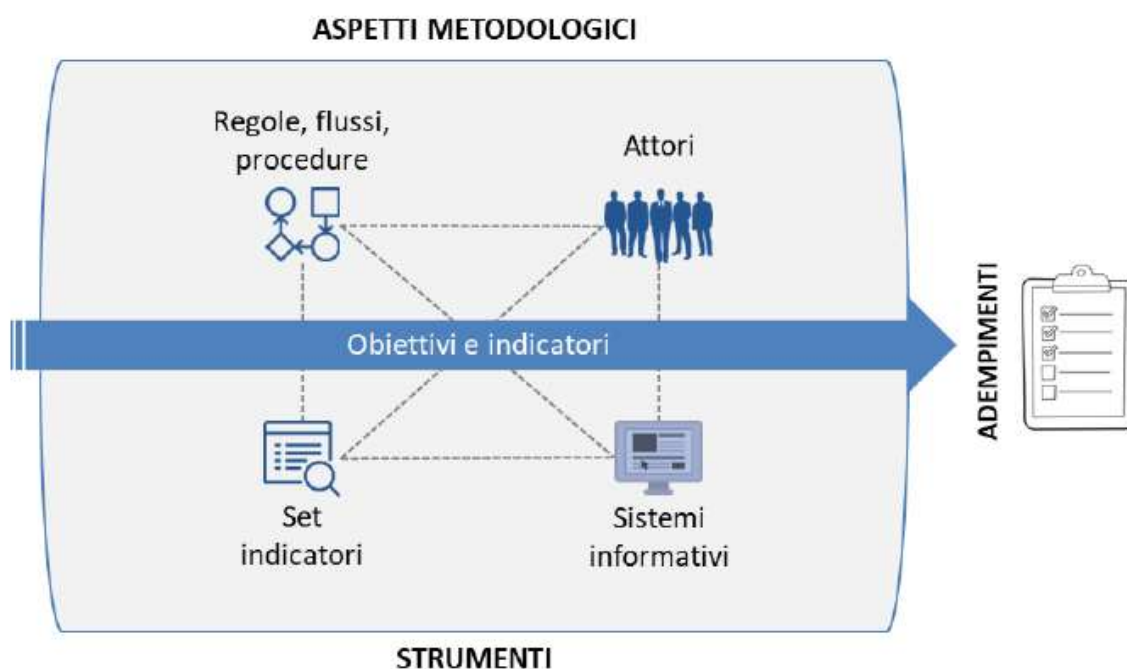 ASPETTI METODOLOGICI
Regole, flussi,
procedure
Attori
Obiettivi e indicatori
ADEMPIMENTI
Set
indicatori
Sistemi
informativi
STRUMENTI